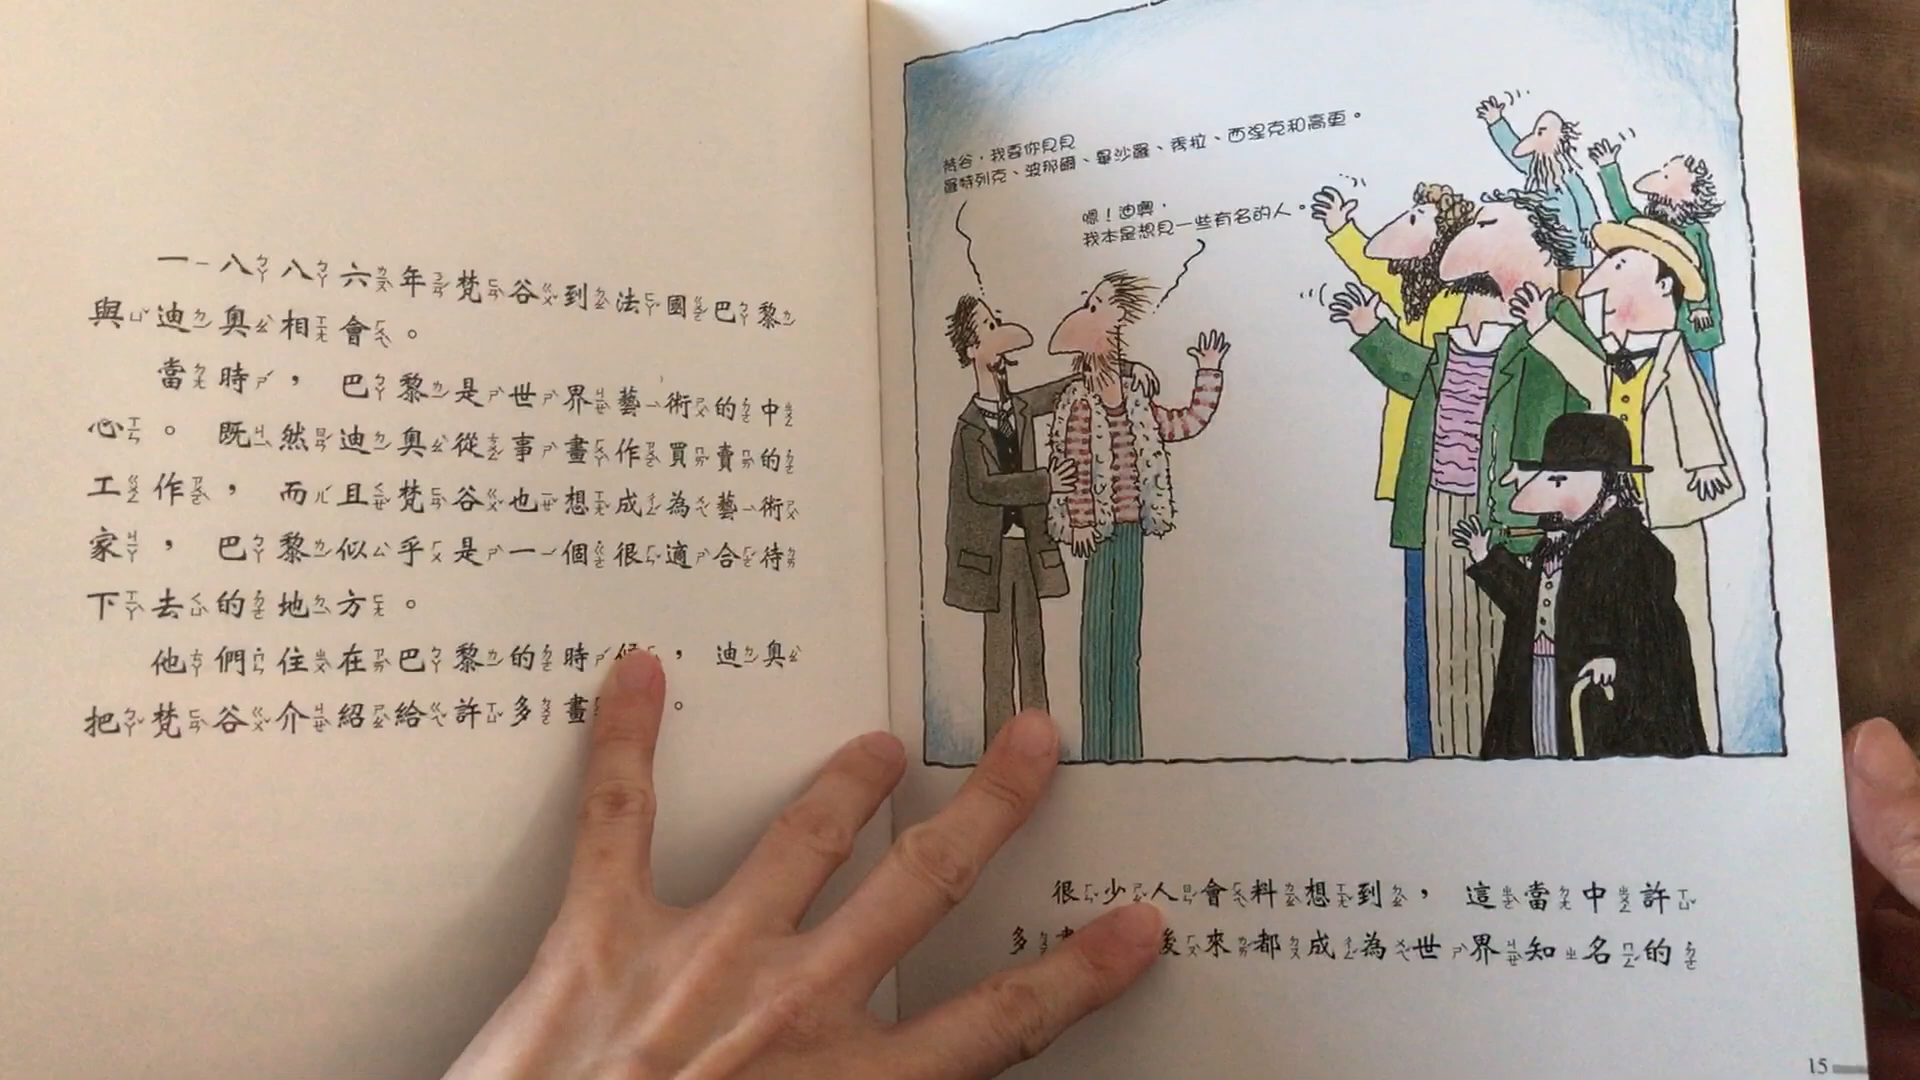 一八八六年梵谷到法國巴黎
與迪奧相會。
當時，巴黎是世界藝術的中
心。既然迪奧從事畫作買賣的
工作，而且梵谷也想成為藝術
家，巴黎似乎是一個很適合待
下去的地方。
他們住在巴黎的時候，迪奧
把梵谷介紹給許多畫。
梵谷，我要你見見
羅特列克、波那爾、畢沙羅、秀拉、西涅克和高更。
嗯！迪奧，
我本是想見一些有名的人。
很少人會料想到，這當中許
多後來都成為世界知名的
15